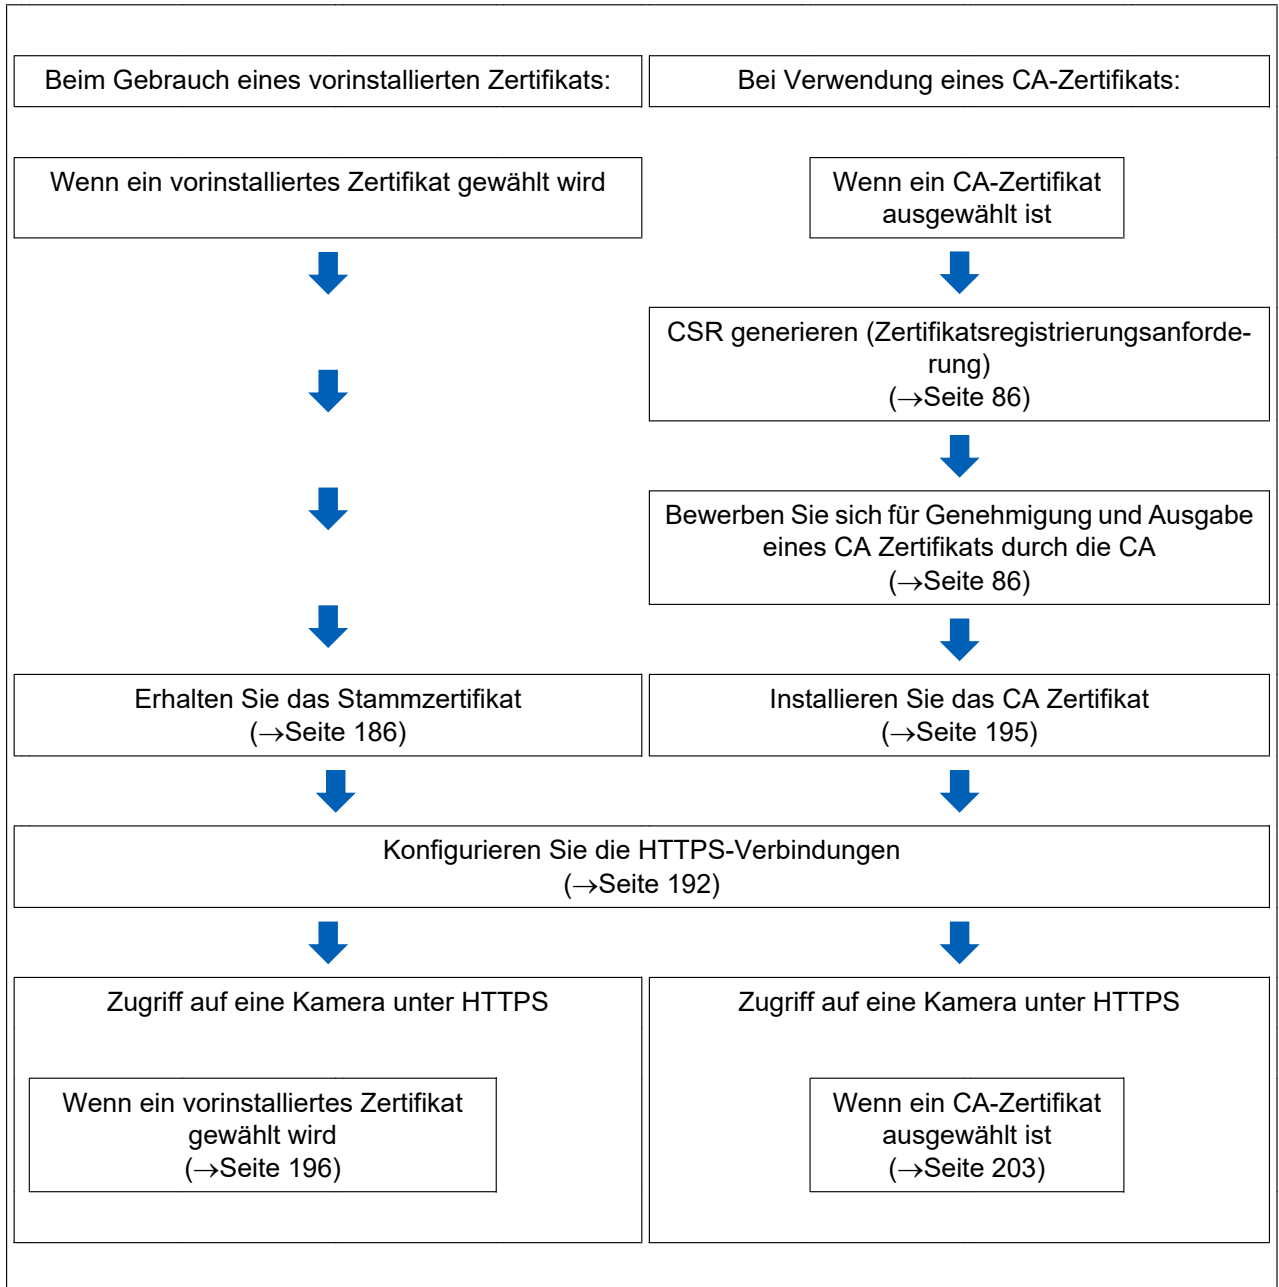 Beim Gebrauch eines vorinstallierten Zertifikats:
Bei Verwendung eines CA-Zertifikats:
Wenn ein vorinstalliertes Zertifikat gewählt wird
Wenn ein CA-Zertifikat
ausgewählt ist
CSR generieren (Zertifikatsregistrierungsanforde-
rung)
(→Seite 86)
Bewerben Sie sich für Genehmigung und Ausgabe
eines CA Zertifikats durch die CA
(→Seite 86)
Erhalten Sie das Stammzertifikat
(→Seite 186)
Installieren Sie das CA Zertifikat
(→Seite 195)
Konfigurieren Sie die HTTPS-Verbindungen
(→Seite 192)
Zugriff auf eine Kamera unter HTTPS
Wenn ein vorinstalliertes Zertifikat
gewählt wird
(→Seite 196)
Zugriff auf eine Kamera unter HTTPS
Wenn ein CA-Zertifikat
ausgewählt ist
(→Seite 203)